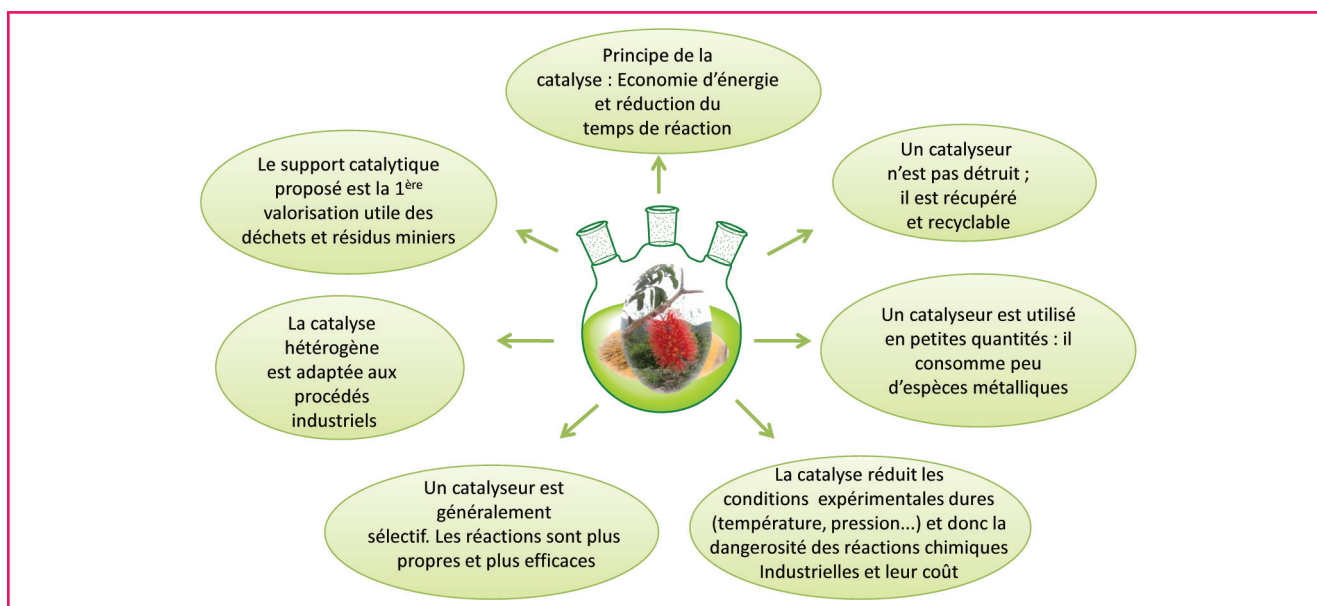 Principe de la
catalyse : Economie d'énergie
et réduction du
temps de réaction
Un catalyseur
n'est pas détruit ;
il est récupéré
et recyclable
Un catalyseur est utilisé
en petites quantités : il
consomme peu
d'espèces métalliques
La catalyse réduit les
conditions expérimentales dures
(température, pression...) et donc la
dangerosité des réactions chimiques
Industrielles et leur coût
Un catalyseur est
généralement
sélectif. Les réactions sont plus
propres et plus efficaces
La catalyse
hétérogène
est adaptée aux
procédés
industriels
Le support catalytique
proposé est la 1ère
valorisation utile des
déchets et résidus miniers